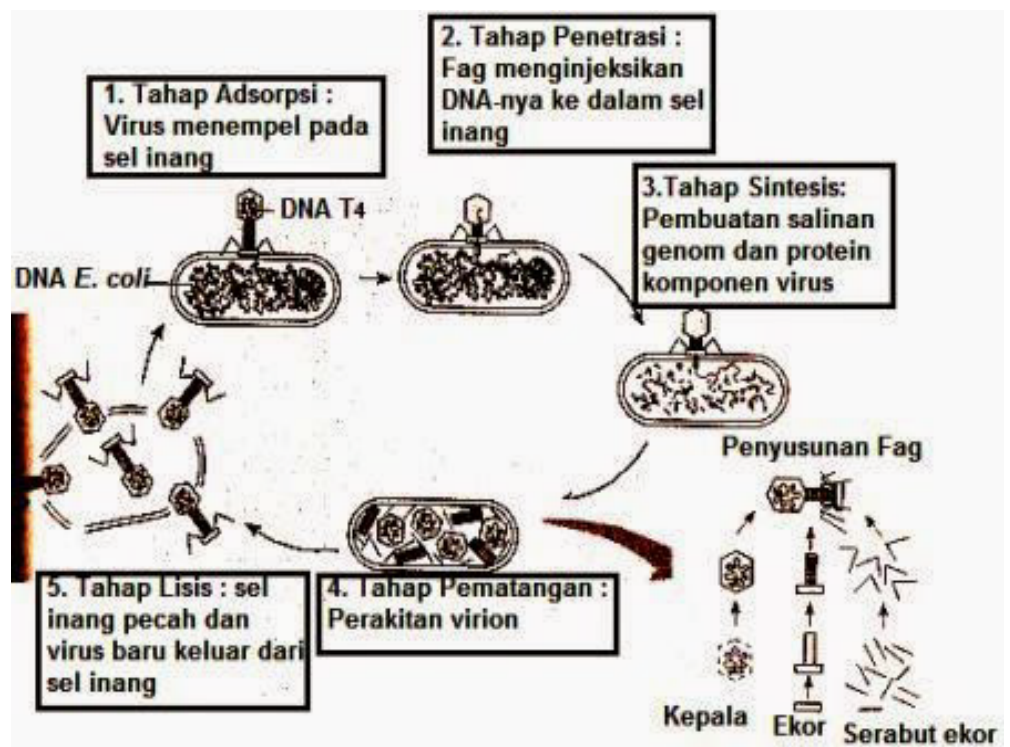 1. Tahap Adsorpsi :
Virus menempel pada
sel inang
2. Tahap Penetrasi :
Fag menginjeksikan
DNA-nya ke dalam sel
inang
3.Tahap Sintesis:
Pembuatan salinan
genom dan protein
komponen virus
DNA T4
DNA E. coli
Penyusunan Fag
4. Tahap Pematangan :
Perakitan virion
5. Tahap Lisis : sel
inang pecah dan
virus baru keluar dari
sel inang
Kepala
Ekor
Serabut ekor